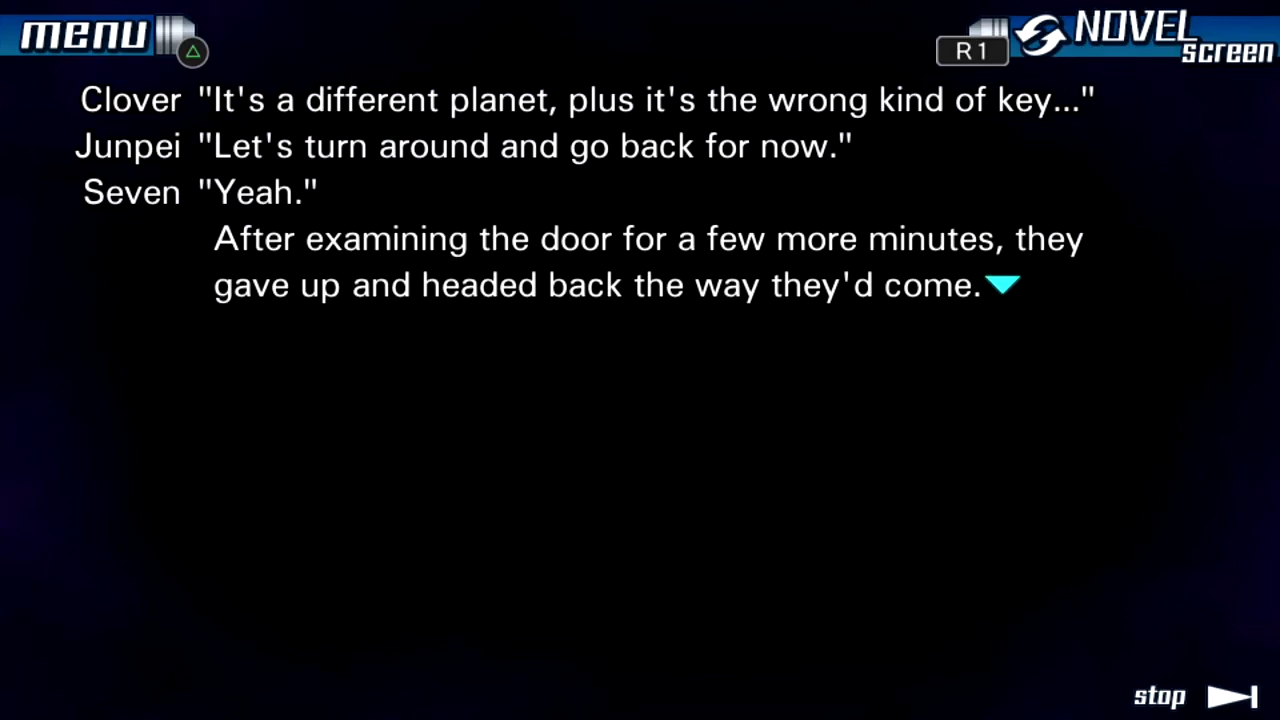 menu
R1
NOVEL
screen
Clover "It's a different planet, plus it's the wrong kind of key..."
Junpei "Let's turn around and go back for now."
Seven "Yeah."
After examining the door for a few more minutes, they
gave up and headed back the way they'd come.
stop